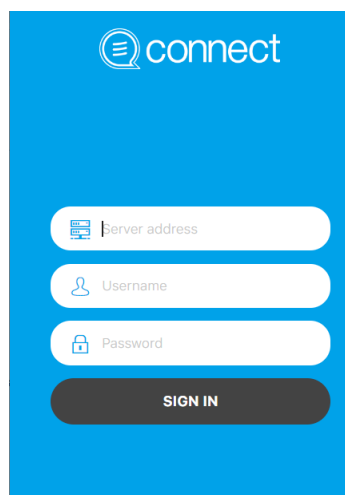 connect
Server address
Username
Password
SIGN IN